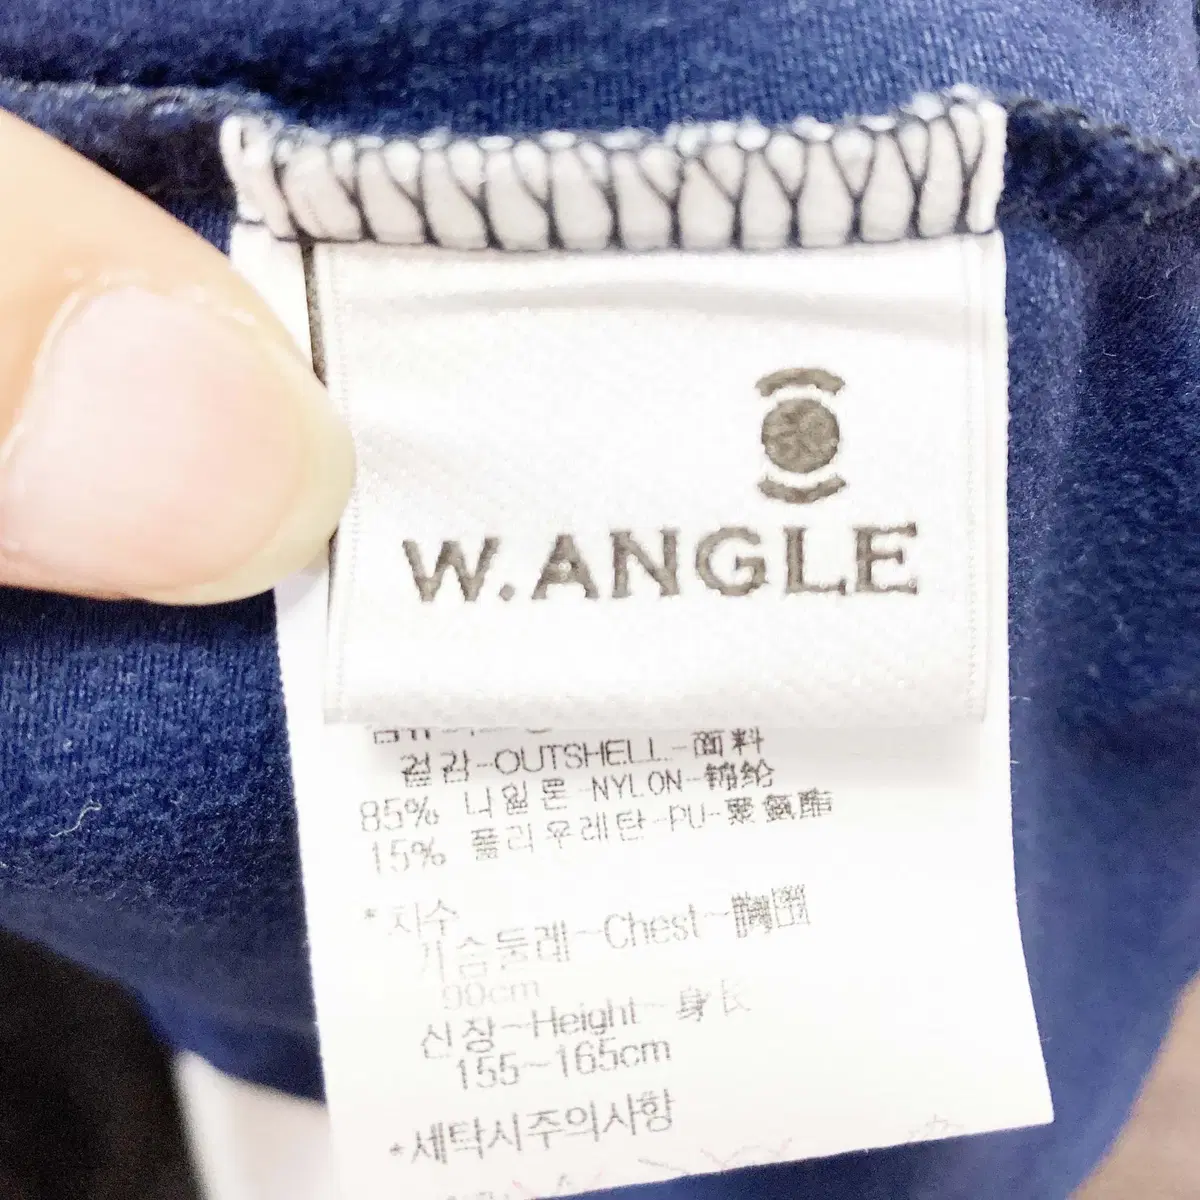 W.ANGLE
겉감-OUTSHELL-面料
85% 나일론-NYLON-锦纶
15% 폴리우레탄-PU-聚氨酯
*치수
가슴둘레~Chest~胸围
90cm
신장~Height~身长
155~165cm
*세탁시주의사항